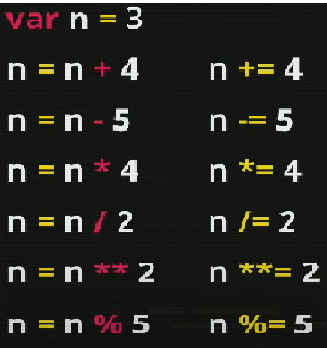 var n = 3
n = n + 4 n += 4
n = n - 5 n -= 5
n = n * 4 n *= 4
n = n / 2 n /= 2
n = n ** 2 n **= 2
n = n % 5 n %= 5